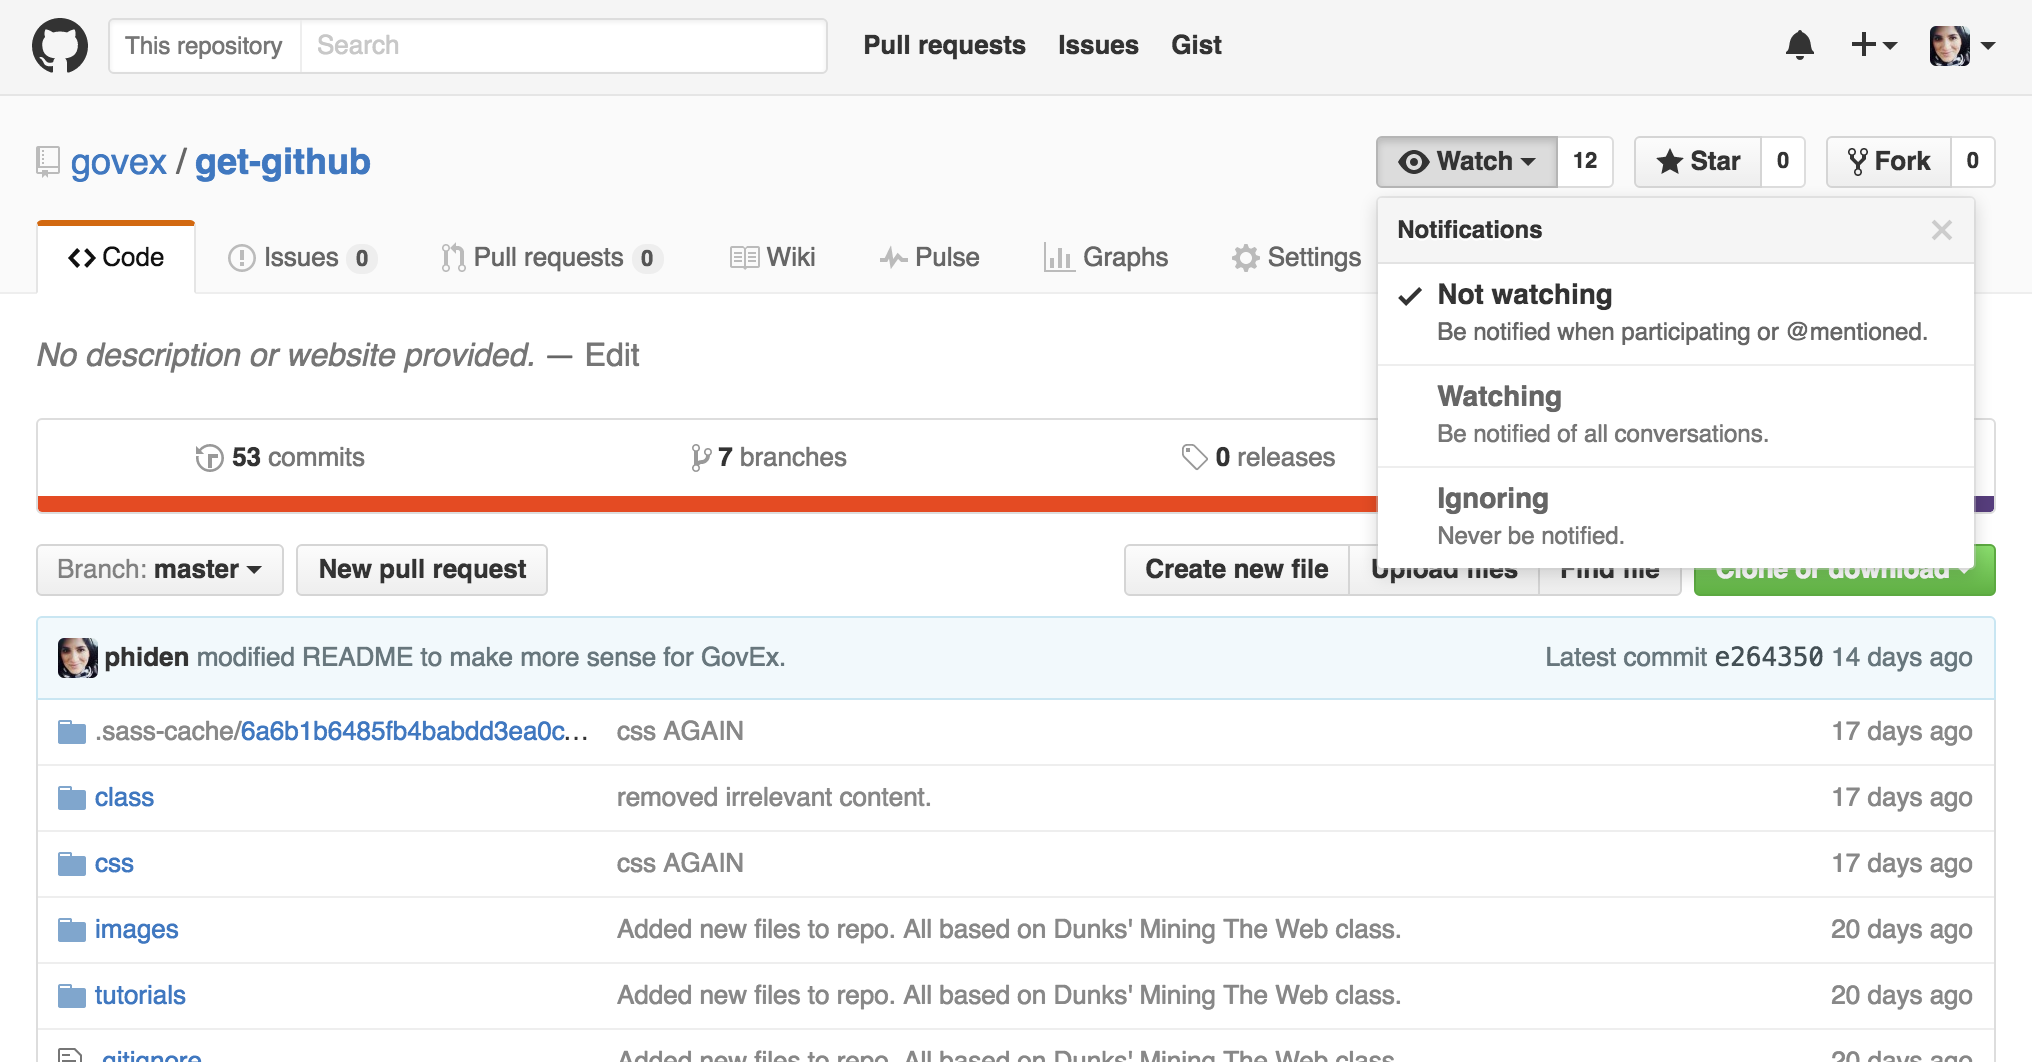 This repository Search Pull requests Issues Gist
govex / get-github
Watch 12 Star 0 Fork 0
Code Issues 0 Pull requests 0 Wiki Pulse Graphs Settings
Notifications
Not watching
Be notified when participating or @mentioned.
Watching
Be notified of all conversations.
Ignoring
Never be notified.
No description or website provided. — Edit
53 commits 7 branches 0 releases
Branch: master New pull request Create new file Upload files Find file Clone or download
phiden modified README to make more sense for GovEx. Latest commit e264350 14 days ago
.sass-cache/6a6b1b6485fb4babdd3ea0c… css AGAIN 17 days ago
class removed irrelevant content. 17 days ago
css css AGAIN 17 days ago
images Added new files to repo. All based on Dunks' Mining The Web class. 20 days ago
tutorials Added new files to repo. All based on Dunks' Mining The Web class. 20 days ago
.gitignore Added new files to repo. All based on Dunks' Mining The Web class. 20 days ago